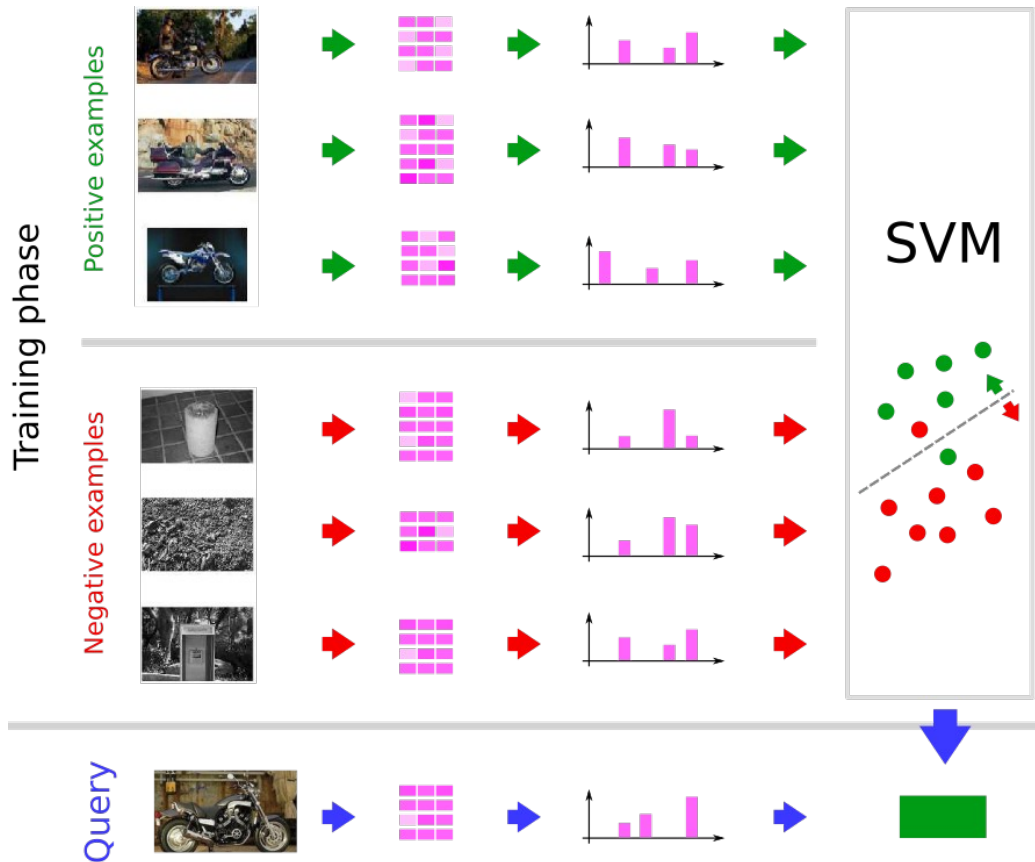 Training phase
Positive examples
SVM
Negative examples
Query